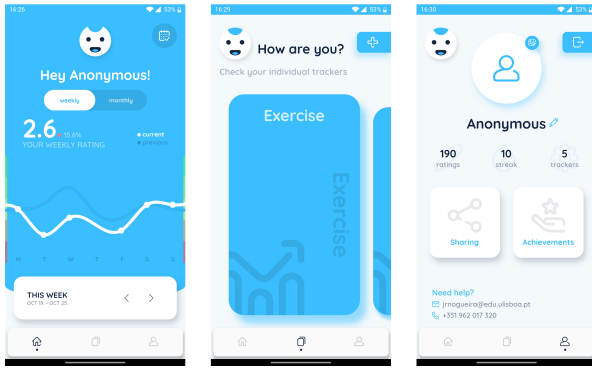 16:26
53%
Hey Anonymous!
weekly
monthly
2.6
15.6%
YOUR WEEKLY RATING
current
previous
M T W T F S S
THIS WEEK
OCT 19. - OCT 25.
16:29
53%
How are you?
Check your individual trackers
Exercise
Exercise
16:30
53%
Anonymous
190
ratings
10
streak
5
trackers
Sharing
Achievements
Need help?
jrnogueira@edu.ulisboa.pt
+351 962 017 320